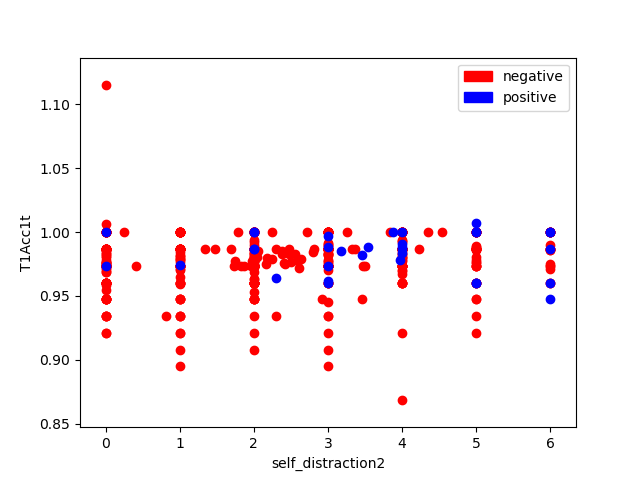 negative
positive
1.10
1.05
1.00
0.95
0.90
0.85
T1Acc1t
0 1 2 3 4 5 6
self_distraction2